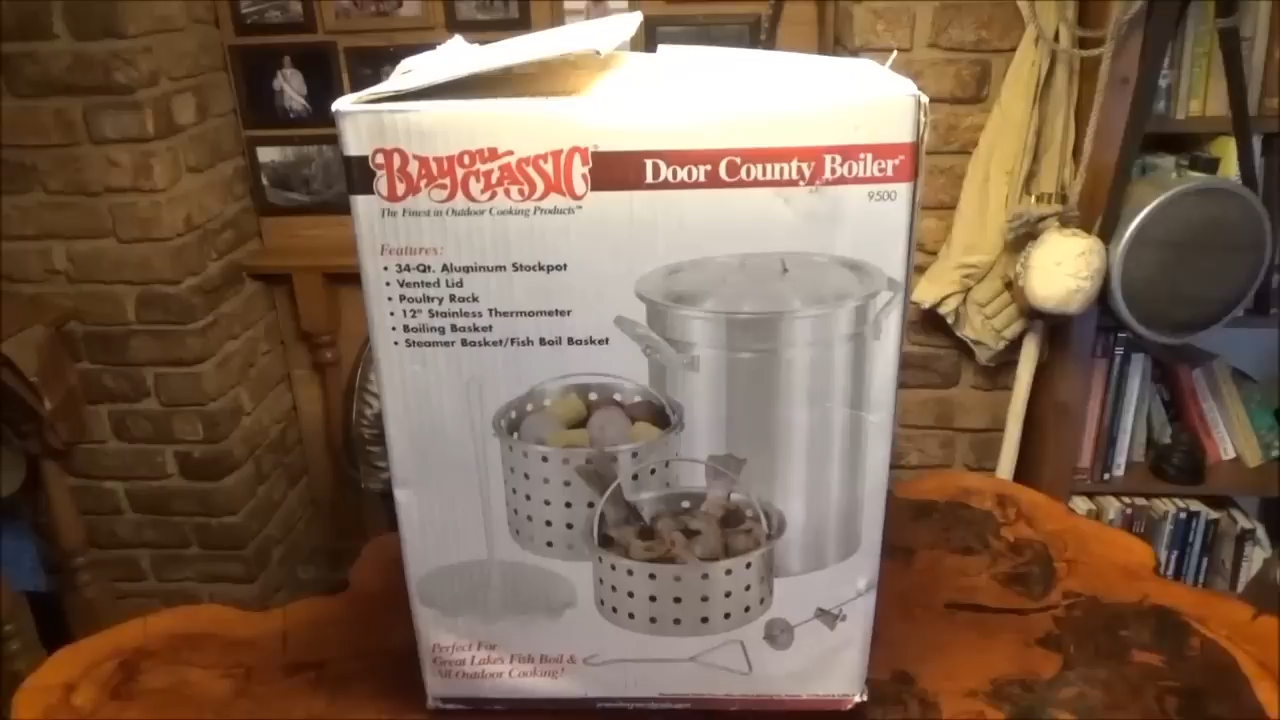 BAYOU CLASSIC®
The Finest in Outdoor Cooking Products™
Door County Boiler™
9500
Features:
• 34-Qt. Aluminum Stockpot
• Vented Lid
• Poultry Rack
• 12" Stainless Thermometer
• Boiling Basket
• Steamer Basket/Fish Boil Basket
Perfect For
Great Lakes Fish Boil &
All Outdoor Cooking!